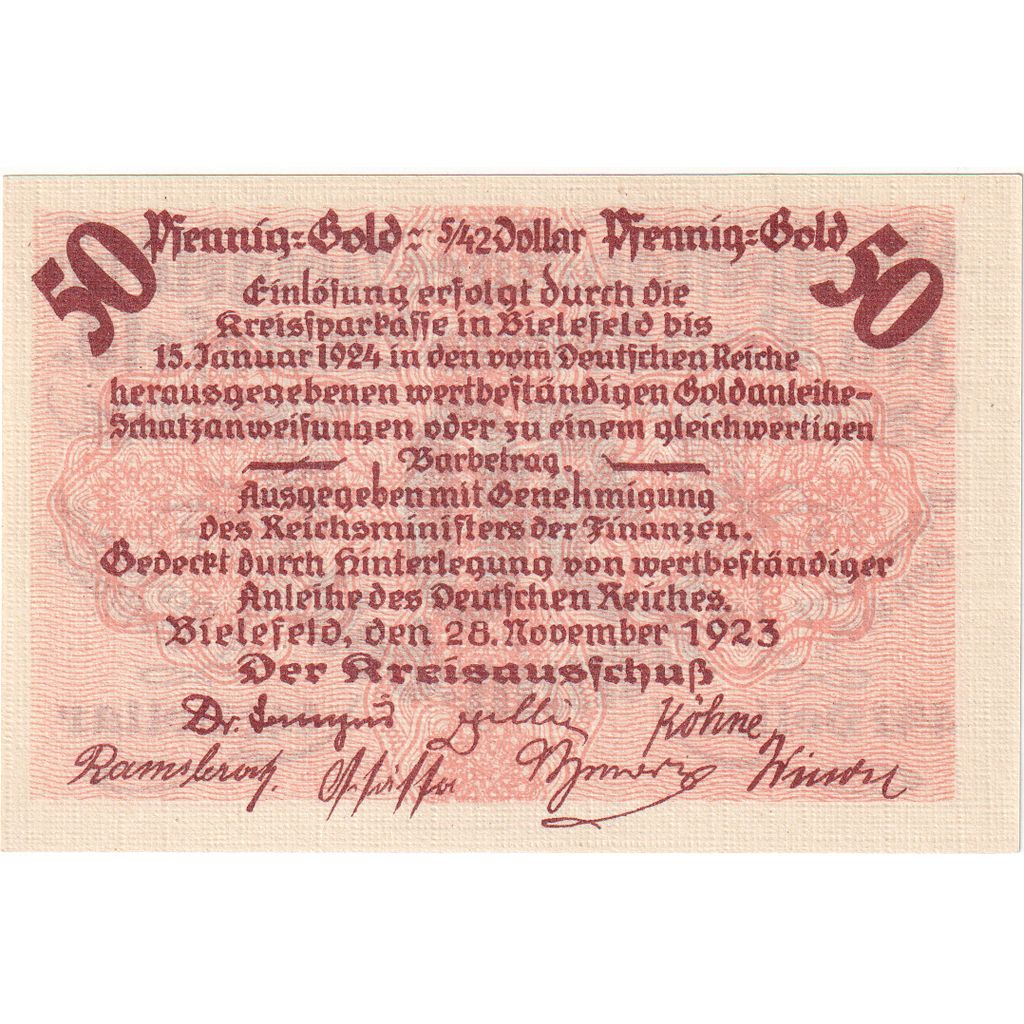 50 Pfennig=Gold = 5/42 Dollar Pfennig=Gold 50
Einlösung erfolgt durch die
Kreissparkasse in Bielefeld bis
15. Januar 1924 in den vom Deutschen Reiche
herausgegebenen wertbeständigen Goldanleihe-
Schatzanweisungen oder zu einem gleichwertigen
Barbetrag.
Ausgegeben mit Genehmigung
des Reichsministers der Finanzen.
Gedeckt durch Hinterlegung von wertbeständiger
Anleihe des Deutschen Reiches.
Bielefeld, den 28. November 1923
Der Kreisausschuß
Dr. Köhne